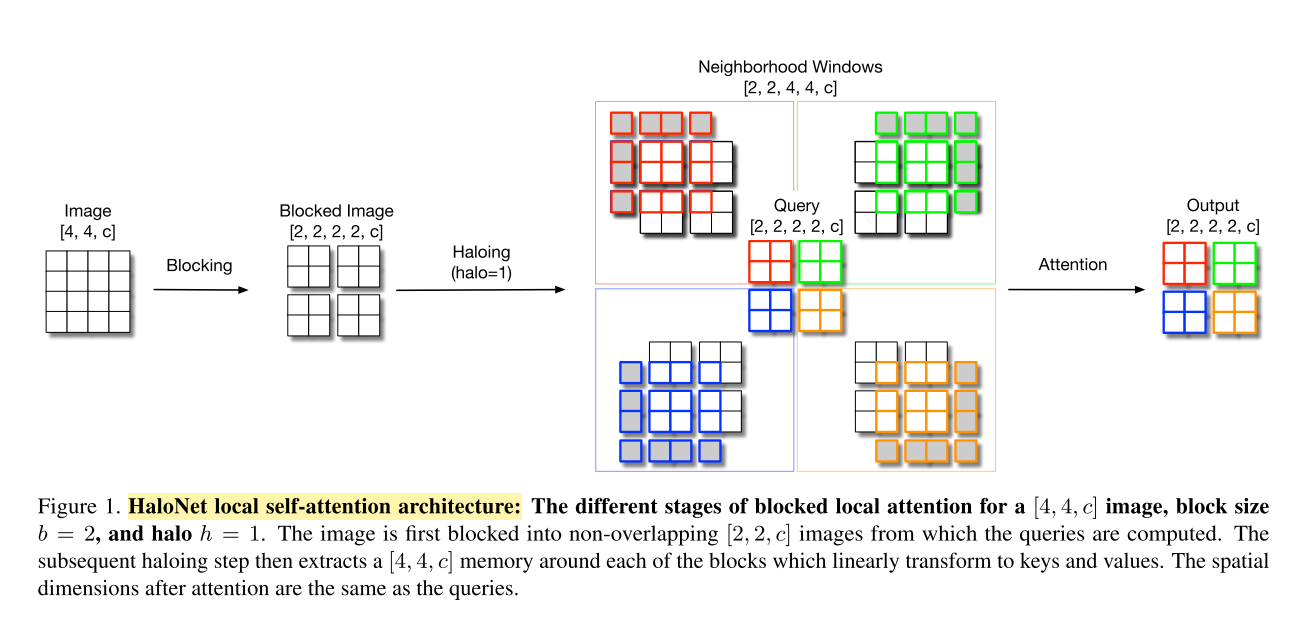 Neighborhood Windows
[2, 2, 4, 4, c]
Image
[4, 4, c]
Blocking
Blocked Image
[2, 2, 2, 2, c]
Haloing
(halo=1)
Query
[2, 2, 2, 2, c]
Attention
Output
[2, 2, 2, 2, c]
Figure 1. HaloNet local self-attention architecture: The different stages of blocked local attention for a [4, 4, c] image, block size
b = 2, and halo h = 1. The image is first blocked into non-overlapping [2, 2, c] images from which the queries are computed. The
subsequent haloing step then extracts a [4, 4, c] memory around each of the blocks which linearly transform to keys and values. The spatial
dimensions after attention are the same as the queries.